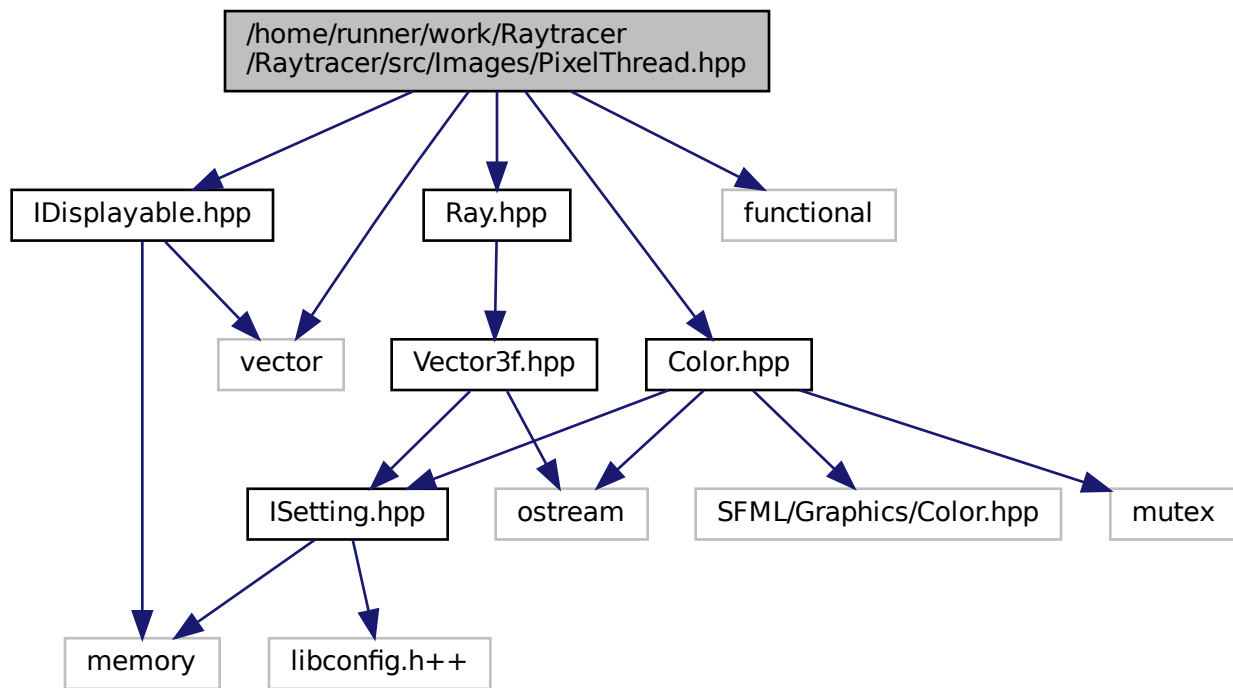 /home/runner/work/Raytracer
/Raytracer/src/Images/PixelThread.hpp
IDisplayable.hpp
Ray.hpp
functional
vector
Vector3f.hpp
Color.hpp
ISetting.hpp
ostream
SFML/Graphics/Color.hpp
mutex
memory
libconfig.h++